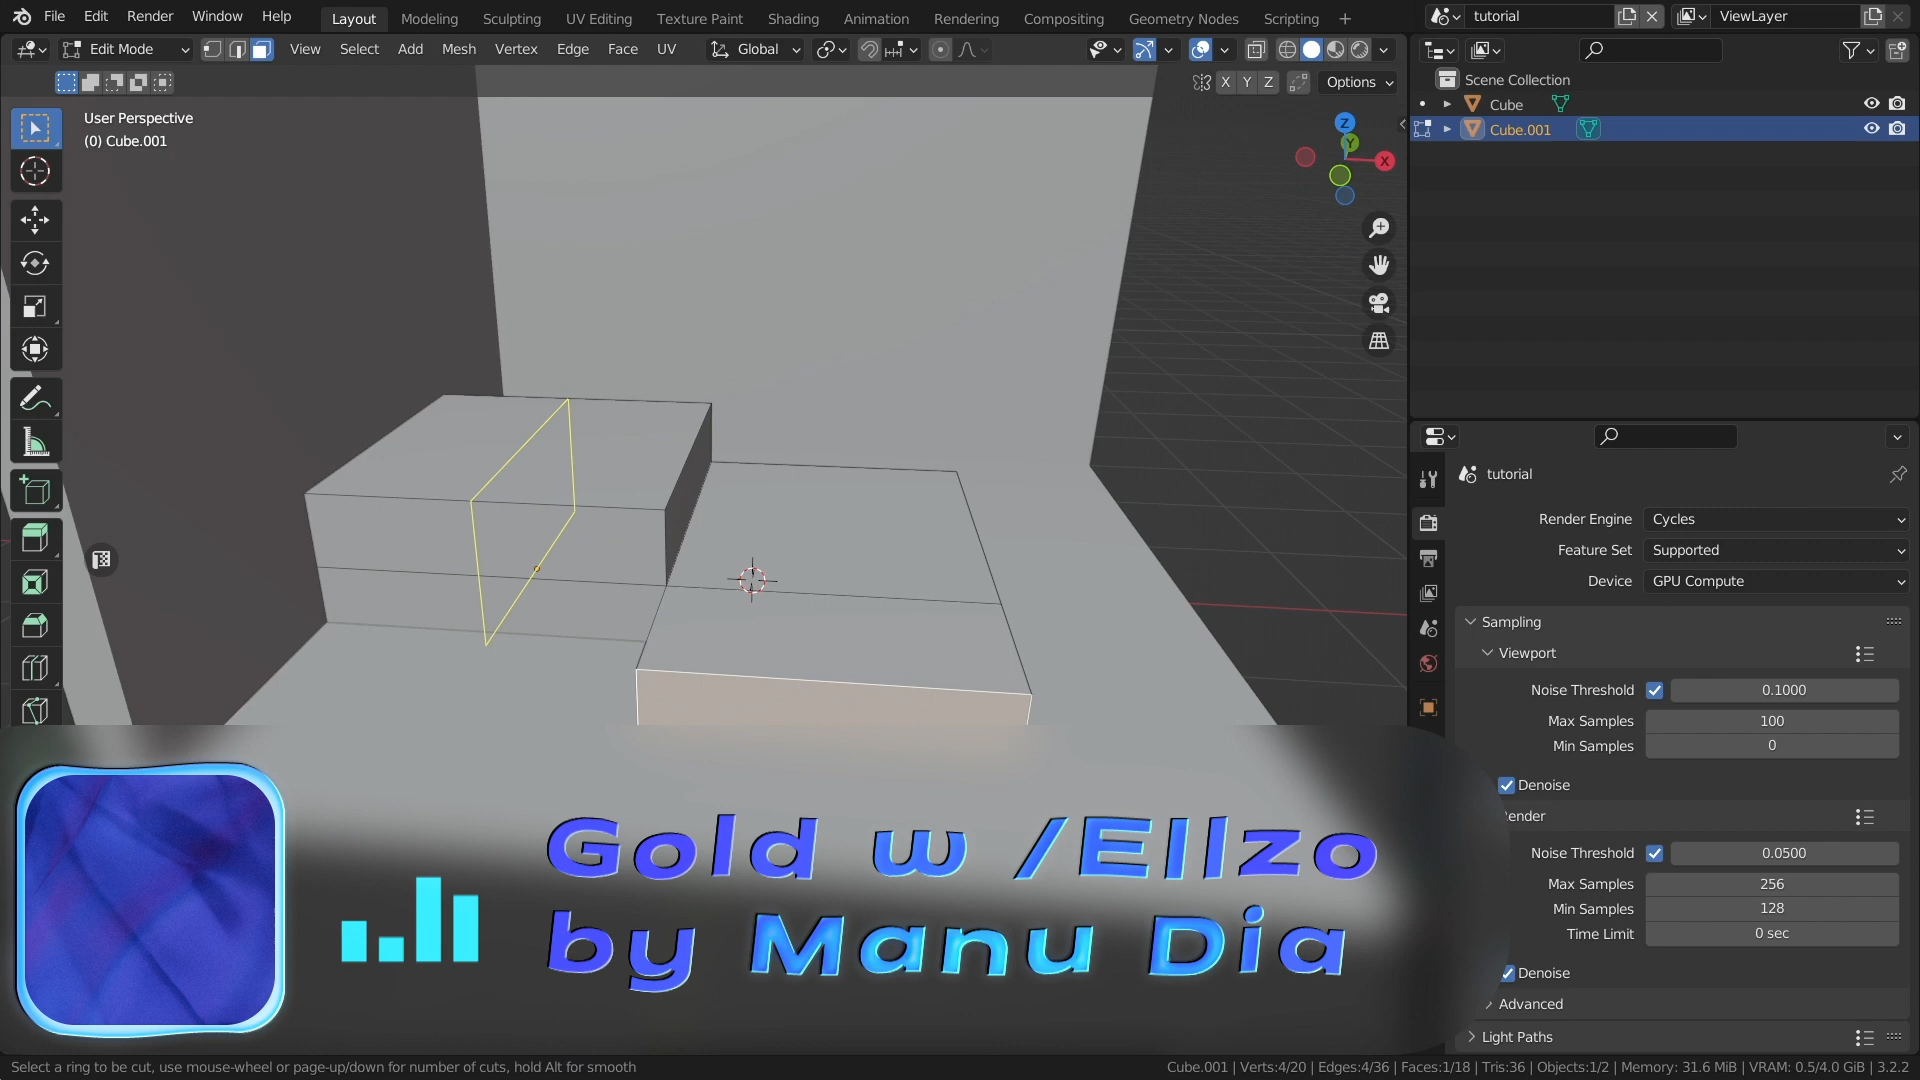 File Edit Render Window Help Layout Modeling Sculpting UV Editing Texture Paint Shading Animation Rendering Compositing Geometry Nodes Scripting + tutorial ViewLayer
Edit Mode View Select Add Mesh Vertex Edge Face UV Global
X Y Z Options
User Perspective
(0) Cube.001
Z
Y
X
Scene Collection
Cube
Cube.001
tutorial
Render Engine Cycles
Feature Set Supported
Device GPU Compute
Sampling
Viewport
Noise Threshold 0.1000
Max Samples 100
Min Samples 0
Denoise
ender
Noise Threshold 0.0500
Max Samples 256
Min Samples 128
Time Limit 0 sec
Denoise
Advanced
Light Paths
Gold w /Ellzo
by Manu Dia
Select a ring to be cut, use mouse-wheel or page-up/down for number of cuts, hold Alt for smooth
Cube.001 | Verts:4/20 | Edges:4/36 | Faces:1/18 | Tris:36 | Objects:1/2 | Memory: 31.6 MiB | VRAM: 0.5/4.0 GiB | 3.2.2